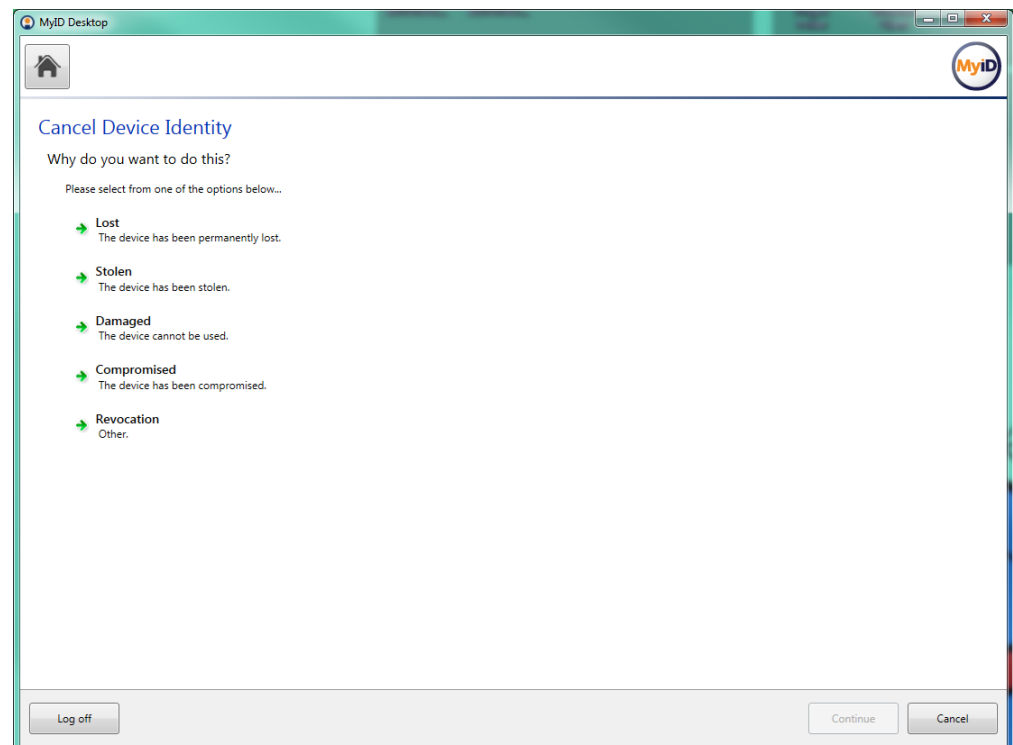 MyID Desktop
MyiD
Cancel Device Identity
Why do you want to do this?
Please select from one of the options below...
Lost
The device has been permanently lost.
Stolen
The device has been stolen.
Damaged
The device cannot be used.
Compromised
The device has been compromised.
Revocation
Other.
Log off
Continue
Cancel